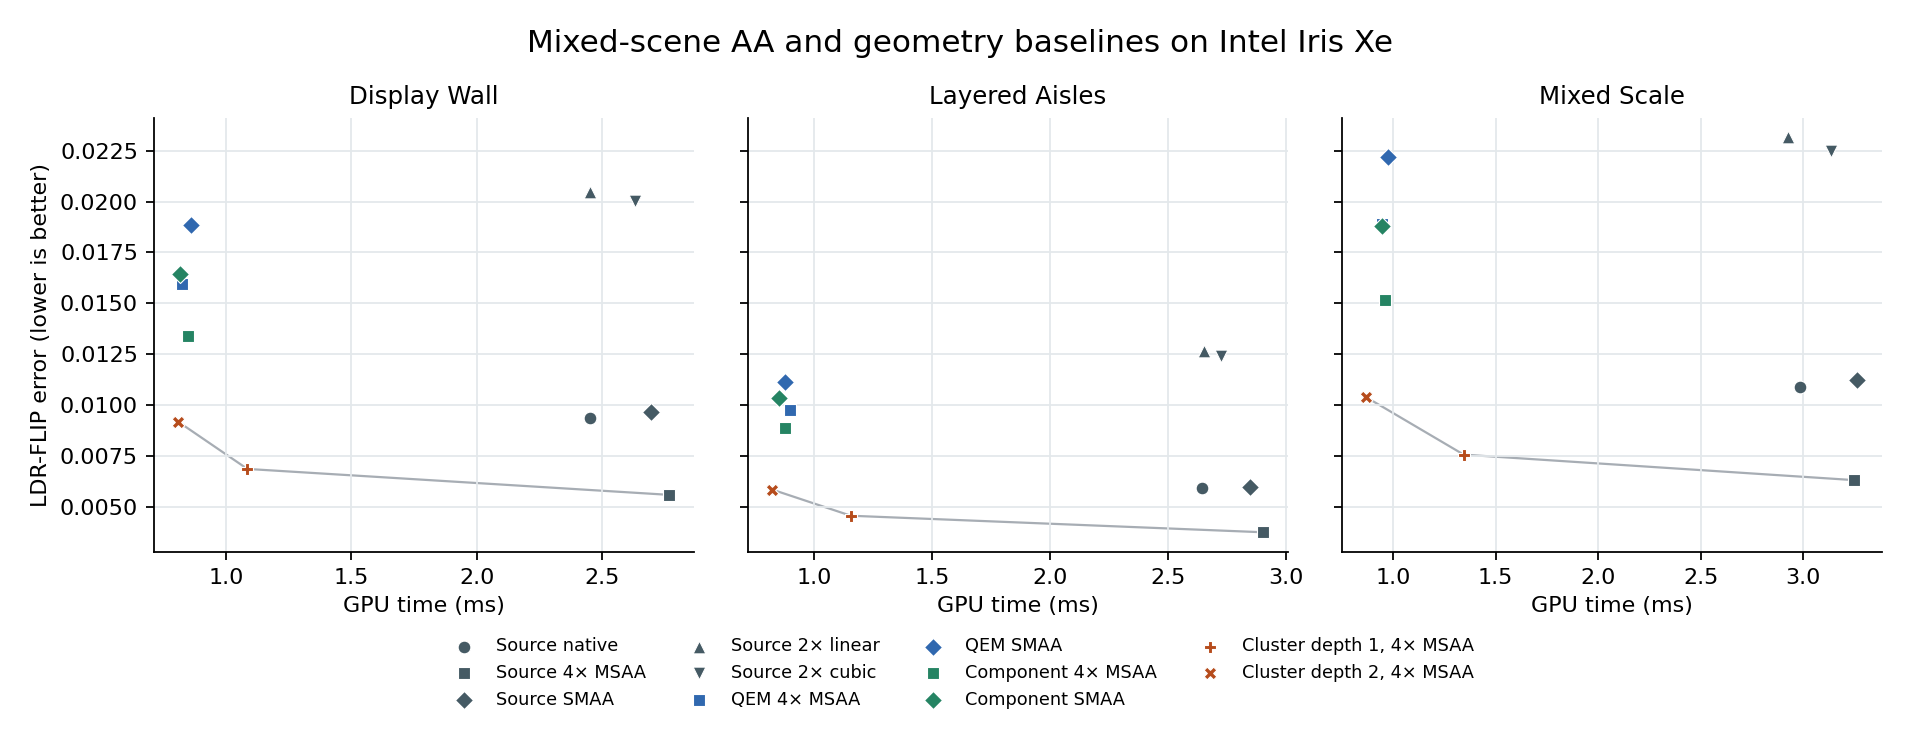 Mixed-scene AA and geometry baselines on Intel Iris Xe
Display Wall
Layered Aisles
Mixed Scale
LDR-FLIP error (lower is better)
0.0225
0.0200
0.0175
0.0150
0.0125
0.0100
0.0075
0.0050
1.0 1.5 2.0 2.5
1.0 1.5 2.0 2.5 3.0
1.0 1.5 2.0 2.5 3.0
GPU time (ms)
GPU time (ms)
GPU time (ms)
Source native
Source 4× MSAA
Source SMAA
Source 2× linear
Source 2× cubic
QEM 4× MSAA
QEM SMAA
Component 4× MSAA
Component SMAA
Cluster depth 1, 4× MSAA
Cluster depth 2, 4× MSAA